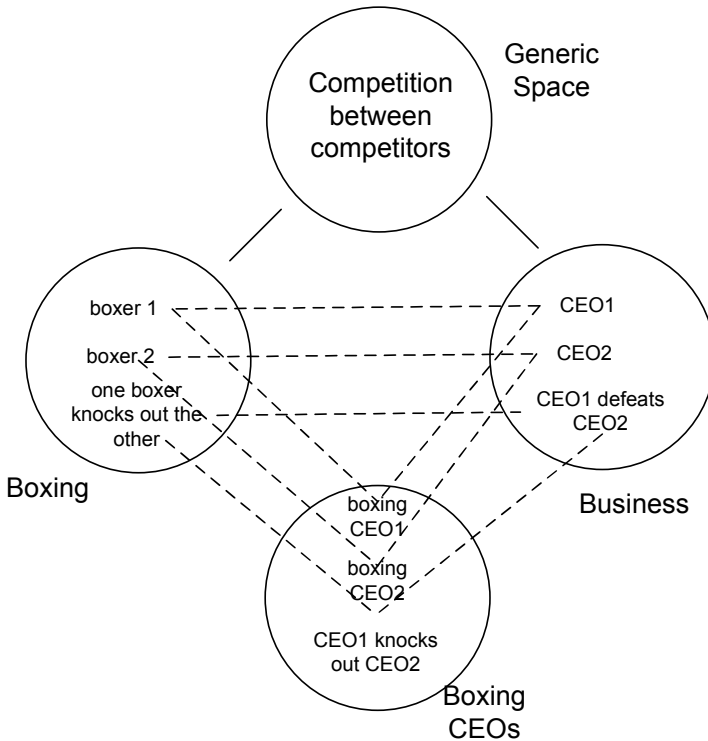 Generic
Space
Competition
between
competitors
boxer 1
boxer 2
one boxer
knocks out the
other
Boxing
CEO1
CEO2
CEO1 defeats
CEO2
Business
boxing
CEO1
boxing
CEO2
CEO1 knocks
out CEO2
Boxing
CEOs